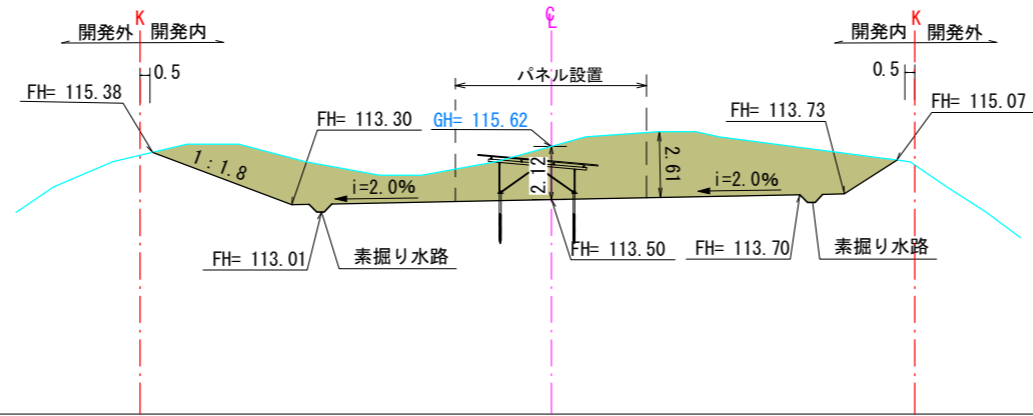 K
℄
K
開発外
開発内
開発内
開発外
0.5
パネル設置
0.5
FH= 115.38
FH= 113.30
GH= 115.62
FH= 113.73
FH= 115.07
1:1.8
i=2.0%
2.12
2.61
i=2.0%
FH= 113.01
素掘り水路
FH= 113.50
FH= 113.70
素掘り水路